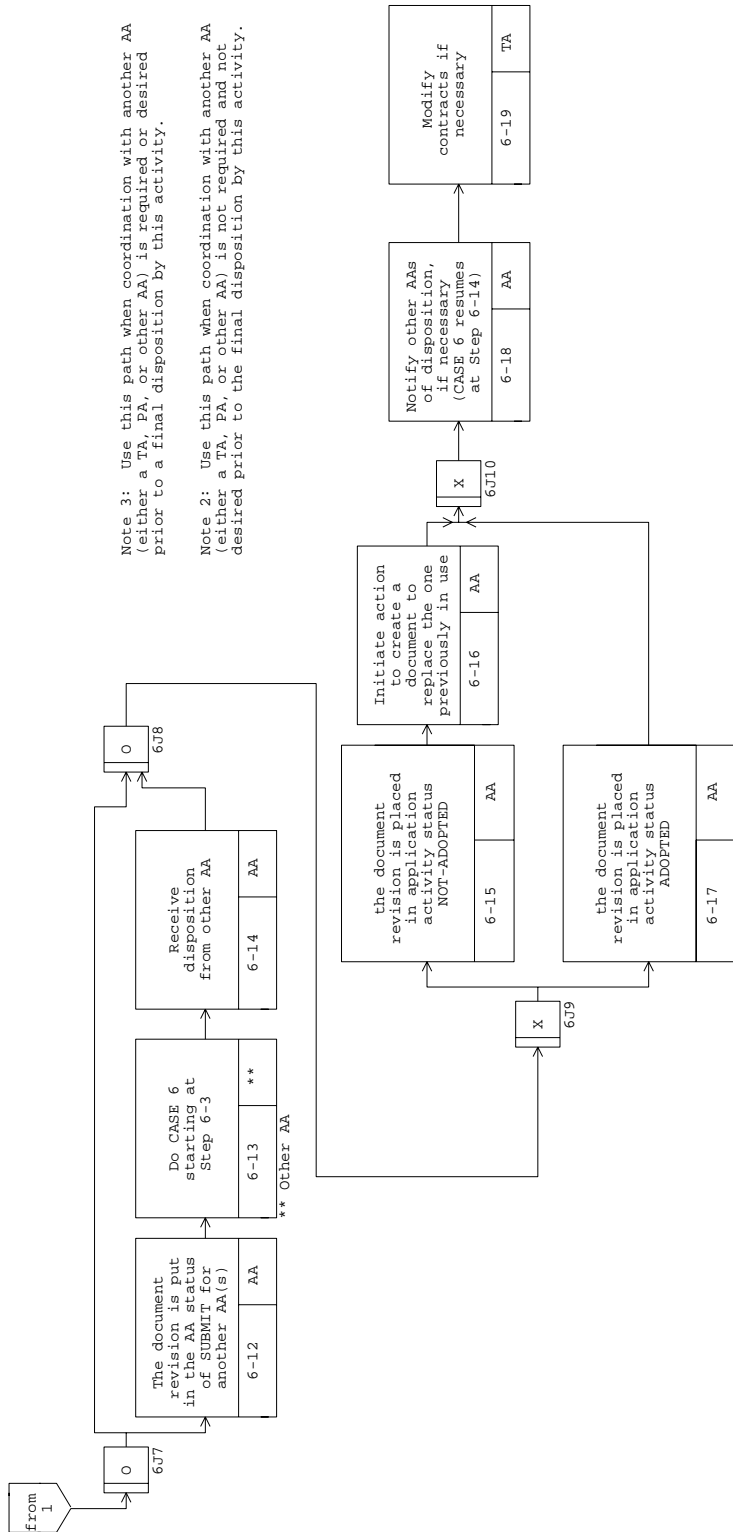 from
1
O
6J7
The document
revision is put
in the AA status
of SUBMIT for
another AA(s)
6-12
AA
Do CASE 6
starting at
Step 6-3
6-13
**
** Other AA
Receive
disposition
from other AA
6-14
AA
O
6J8
Note 3: Use this path when coordination with another AA
(either a TA, PA, or other AA) is required or desired
prior to a final disposition by this activity.
Note 2: Use this path when coordination with another AA
(either a TA, PA, or other AA) is not required and not
desired prior to the final disposition by this activity.
X
6J9
the document
revision is placed
in application
activity status
NOT-ADOPTED
6-15
AA
Initiate action
to create a
document to
replace the one
previously in use
6-16
AA
the document
revision is placed
in application
activity status
ADOPTED
6-17
AA
X
6J10
Notify other AAs
of disposition,
if necessary
(CASE 6 resumes
at Step 6-14)
6-18
AA
Modify
contracts if
necessary
6-19
TA